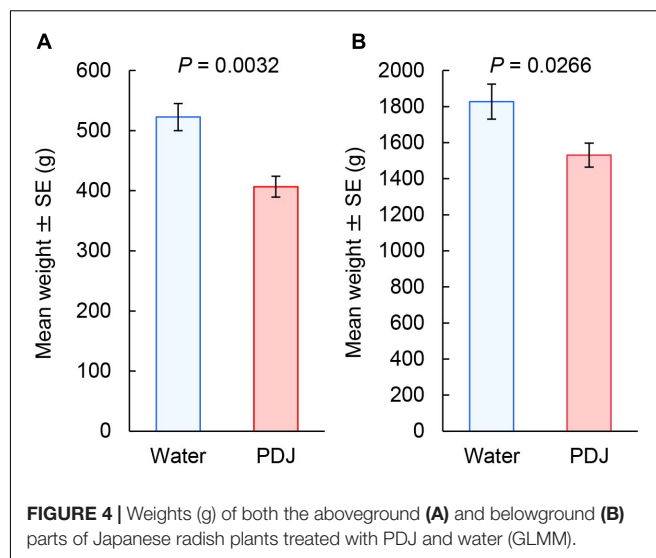 A
P = 0.0032
Mean weight ± SE (g)
600
500
400
300
200
100
0
Water PDJ
B
P = 0.0266
Mean weight ± SE (g)
2000
1800
1600
1400
1200
1000
800
600
400
200
0
Water PDJ
FIGURE 4 | Weights (g) of both the aboveground (A) and belowground (B)
parts of Japanese radish plants treated with PDJ and water (GLMM).